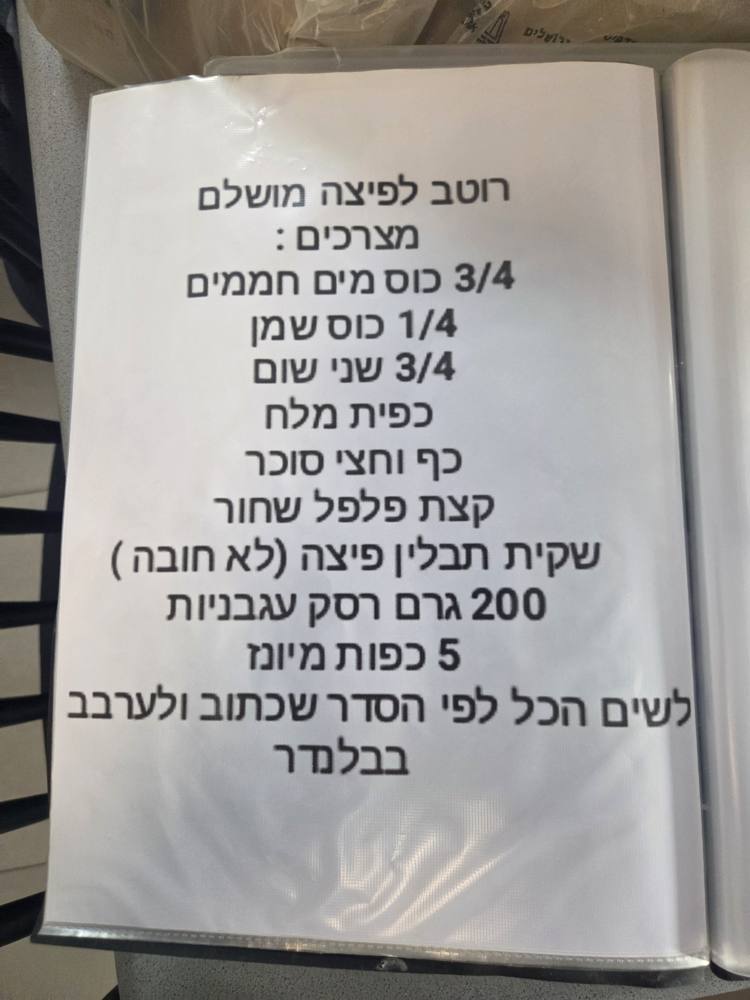 רוטב לפיצה מושלם
מצרכים :
3/4 כוס מים חממים
1/4 כוס שמן
3/4 שני שום
כפית מלח
כף וחצי סוכר
קצת פלפל שחור
שקית תבלין פיצה (לא חובה )
200 גרם רסק עגבניות
5 כפות מיונז
לשים הכל לפי הסדר שכתוב ולערבב
בבלנדר